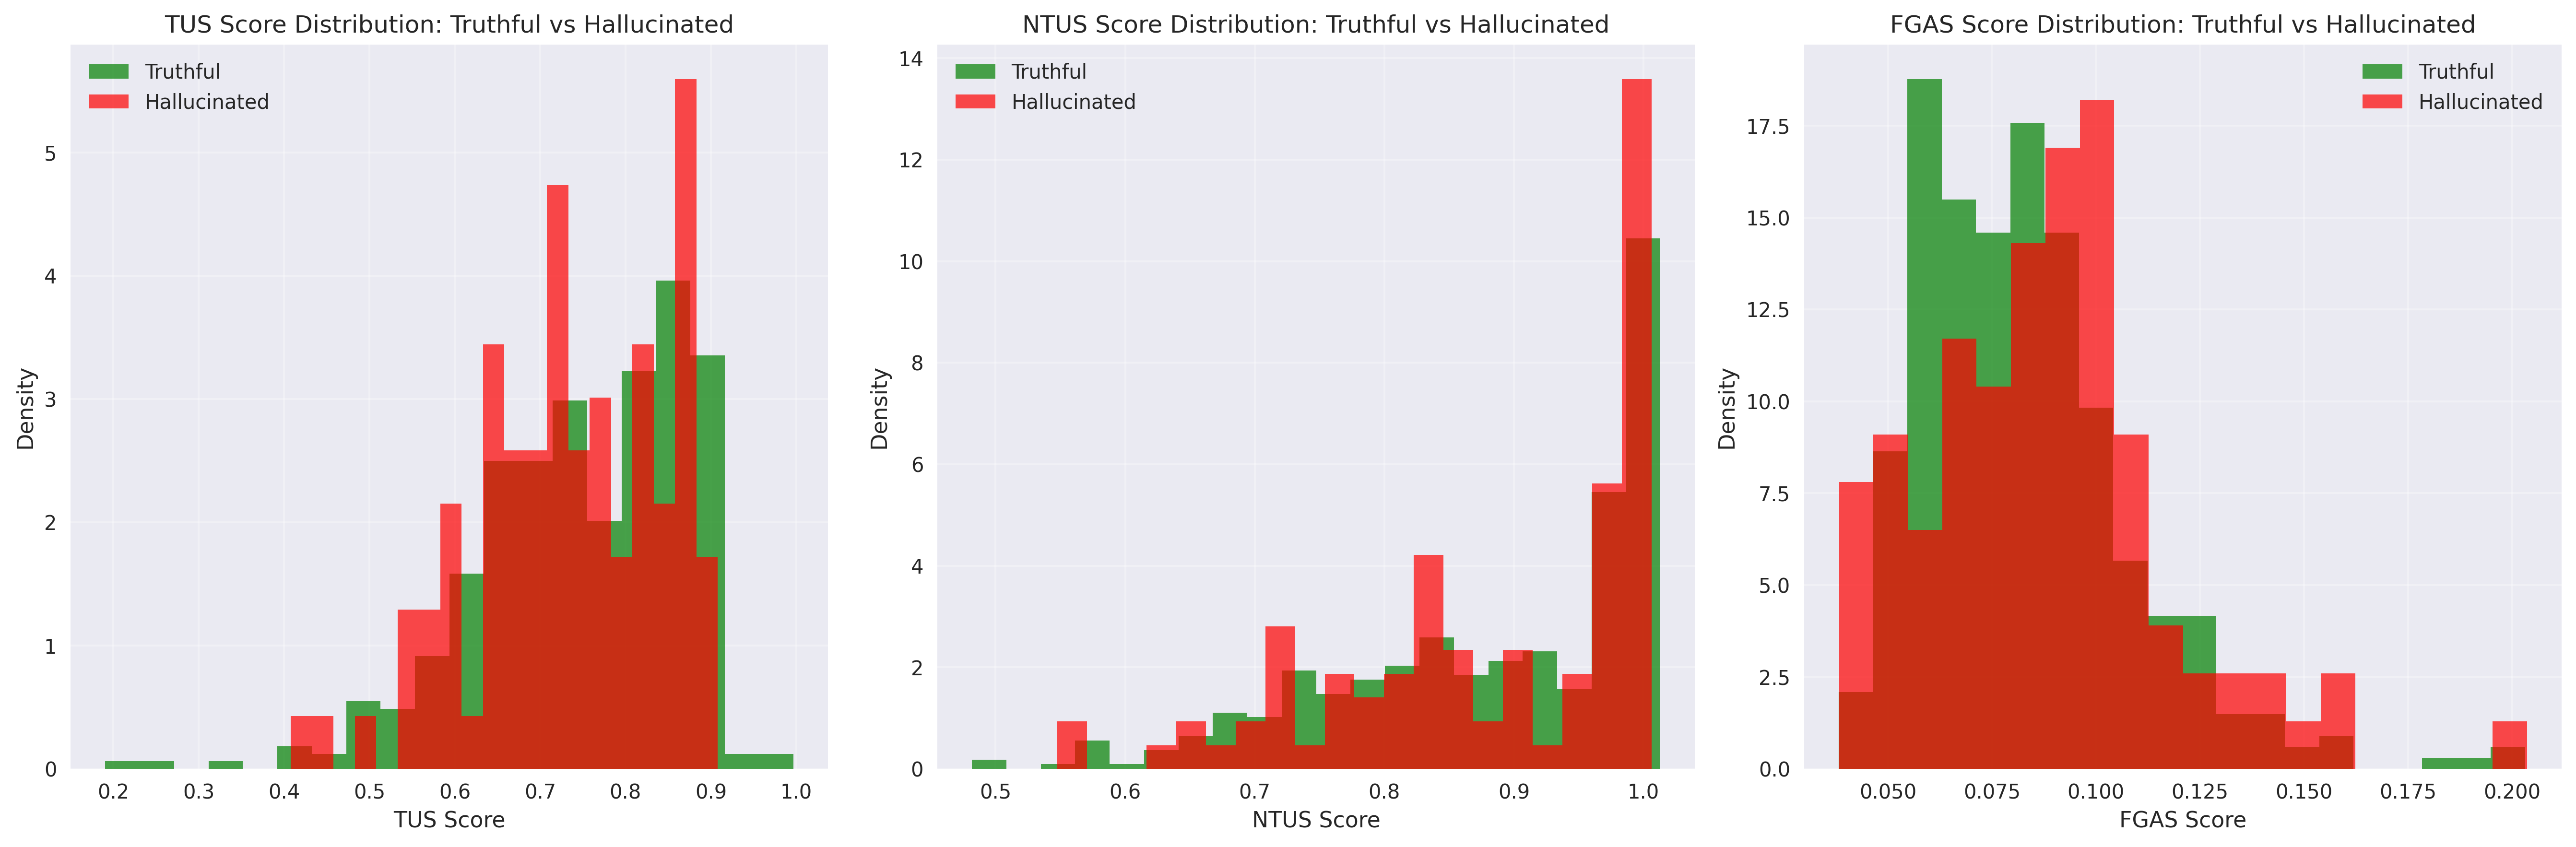 TUS Score Distribution: Truthful vs Hallucinated
Truthful
Hallucinated
Density
5
4
3
2
1
0
0.2 0.3 0.4 0.5 0.6 0.7 0.8 0.9 1.0
TUS Score
NTUS Score Distribution: Truthful vs Hallucinated
Truthful
Hallucinated
Density
14
12
10
8
6
4
2
0
0.5 0.6 0.7 0.8 0.9 1.0
NTUS Score
FGAS Score Distribution: Truthful vs Hallucinated
Truthful
Hallucinated
Density
17.5
15.0
12.5
10.0
7.5
5.0
2.5
0.0
0.050 0.075 0.100 0.125 0.150 0.175 0.200
FGAS Score